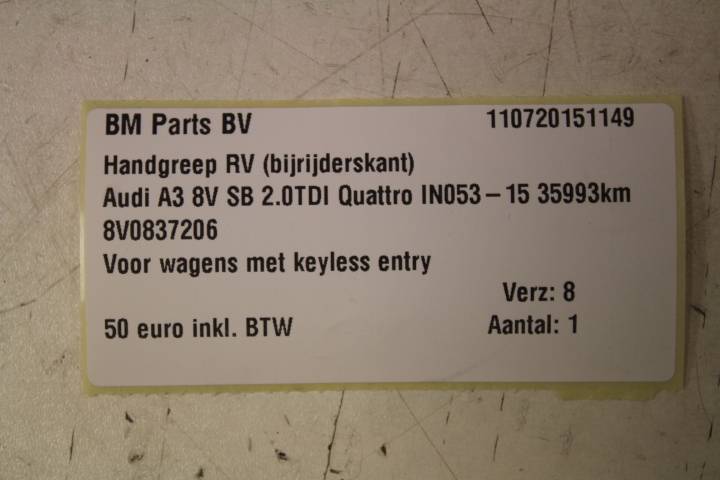 BM Parts BV 110720151149
Handgreep RV (bijrijderskant)
Audi A3 8V SB 2.0TDI Quattro IN053-15 35993km
8V0837206
Voor wagens met keyless entry
Verz: 8
50 euro inkl. BTW Aantal: 1